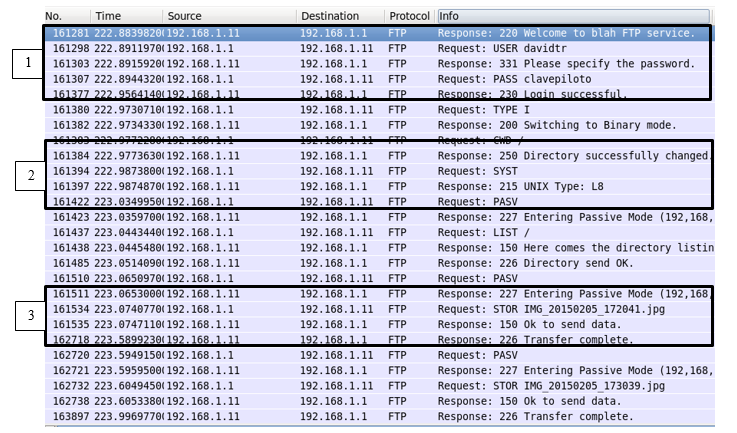 No. Time Source Destination Protocol Info
161281 222.8839820 192.168.1.11 192.168.1.1 FTP Response: 220 Welcome to blah FTP service.
161298 222.8911970 192.168.1.1 192.168.1.11 FTP Request: USER davidtr
1
161303 222.8915920 192.168.1.11 192.168.1.1 FTP Response: 331 Please specify the password.
161307 222.8944320 192.168.1.1 192.168.1.11 FTP Request: PASS clavepiloto
161377 222.9564140 192.168.1.11 192.168.1.1 FTP Response: 230 Login successful.
161380 222.9730710 192.168.1.1 192.168.1.11 FTP Request: TYPE I
161382 222.9734330 192.168.1.11 192.168.1.1 FTP Response: 200 Switching to Binary mode.
192.168.1.1 192.168.1.11 FTP Request: CWD /
161384 222.9773630 192.168.1.11 192.168.1.1 FTP Response: 250 Directory successfully changed.
2
161394 222.9873800 192.168.1.1 192.168.1.11 FTP Request: SYST
161397 222.9874870 192.168.1.11 192.168.1.1 FTP Response: 215 UNIX Type: L8
161422 223.0349950 192.168.1.1 192.168.1.11 FTP Request: PASV
161423 223.0359700 192.168.1.11 192.168.1.1 FTP Response: 227 Entering Passive Mode (192,168,
161437 223.0443440 192.168.1.1 192.168.1.11 FTP Request: LIST /
161438 223.0445480 192.168.1.11 192.168.1.1 FTP Response: 150 Here comes the directory listin
161485 223.0514090 192.168.1.11 192.168.1.1 FTP Response: 226 Directory send OK.
161510 223.0650970 192.168.1.1 192.168.1.11 FTP Request: PASV
161511 223.0653000 192.168.1.11 192.168.1.1 FTP Response: 227 Entering Passive Mode (192,168,
3
161534 223.0740770 192.168.1.1 192.168.1.11 FTP Request: STOR IMG_20150205_172041.jpg
161535 223.0747110 192.168.1.11 192.168.1.1 FTP Response: 150 Ok to send data.
162718 223.5899230 192.168.1.11 192.168.1.1 FTP Response: 226 Transfer complete.
162720 223.5949150 192.168.1.1 192.168.1.11 FTP Request: PASV
162721 223.5959500 192.168.1.11 192.168.1.1 FTP Response: 227 Entering Passive Mode (192,168,
162732 223.6049450 192.168.1.1 192.168.1.11 FTP Request: STOR IMG_20150205_173039.jpg
162738 223.6053380 192.168.1.11 192.168.1.1 FTP Response: 150 Ok to send data.
163897 223.9969770 192.168.1.11 192.168.1.1 FTP Response: 226 Transfer complete.